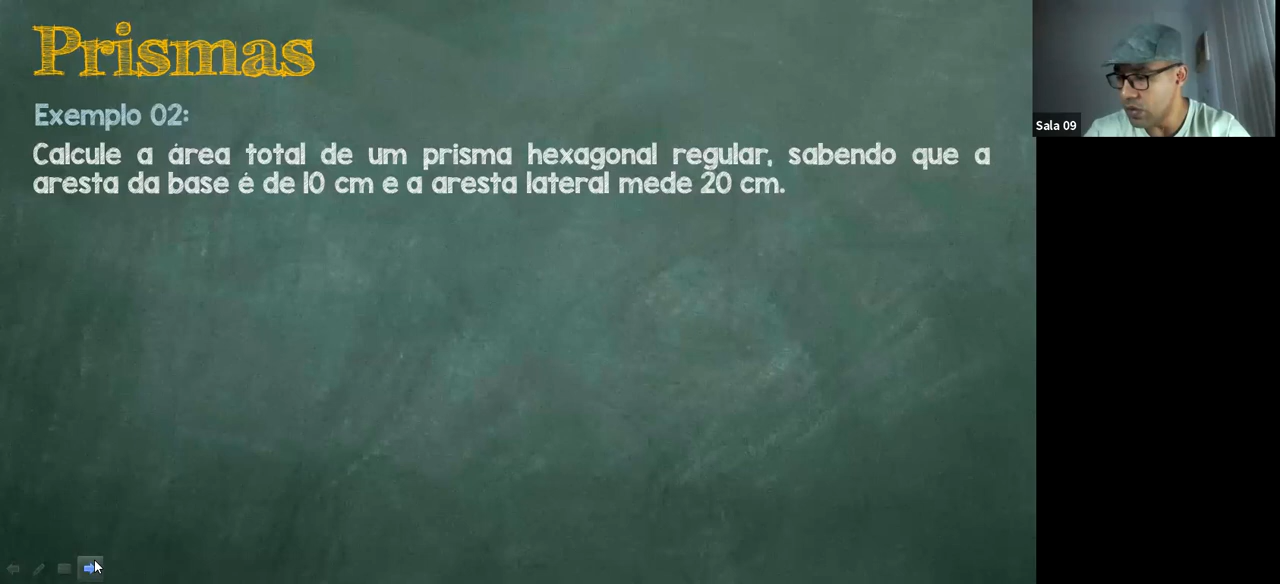 Prismas
Exemplo 02:
Calcule a área total de um prisma hexagonal regular, sabendo que a
aresta da base é de 10 cm e a aresta lateral mede 20 cm.
Sala 09